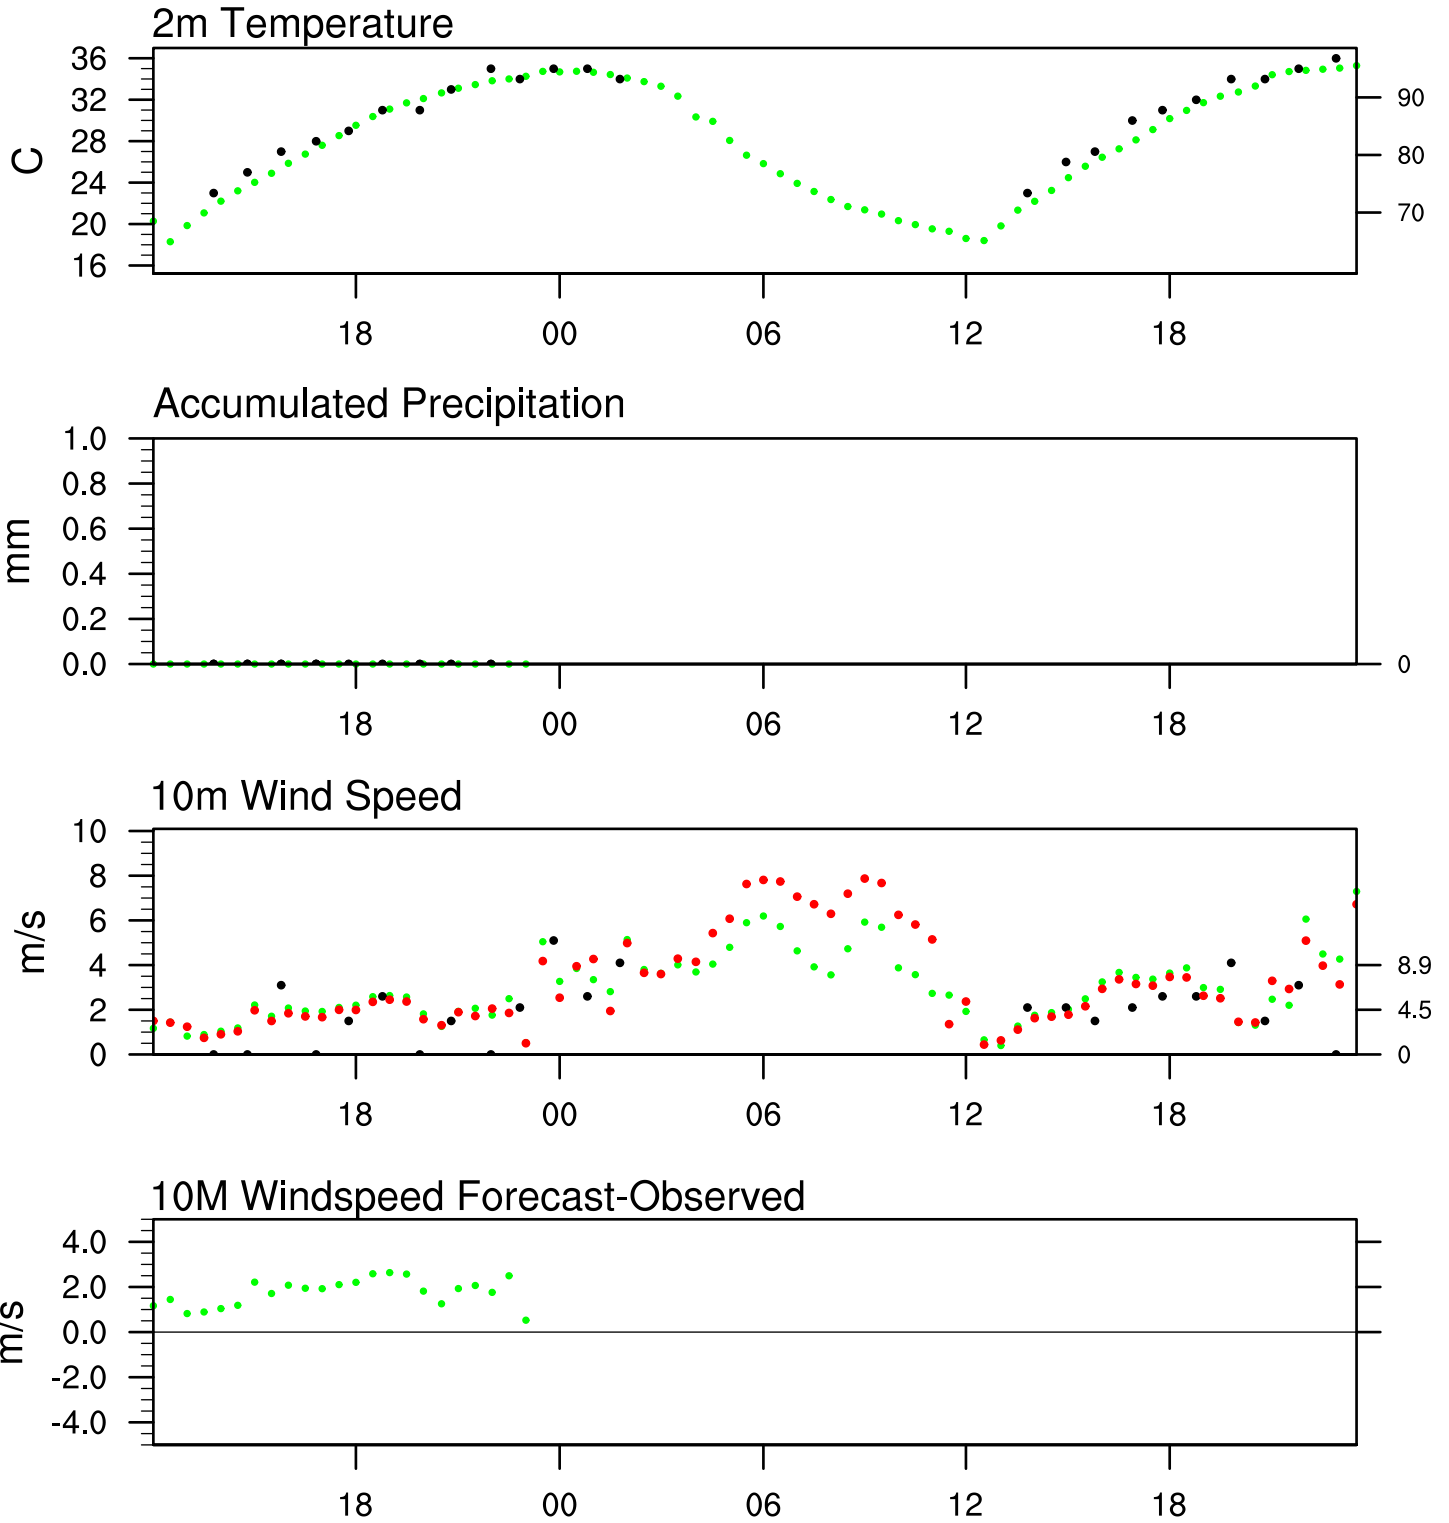 2m Temperature
C
36
32
28
24
20
16
90
80
70
18 00 06 12 18
Accumulated Precipitation
mm
1.0
0.8
0.6
0.4
0.2
0.0
0
18 00 06 12 18
10m Wind Speed
m/s
10
8
6
4
2
0
8.9
4.5
0
18 00 06 12 18
10M Windspeed Forecast-Observed
m/s
4.0
2.0
0.0
-2.0
-4.0
18 00 06 12 18